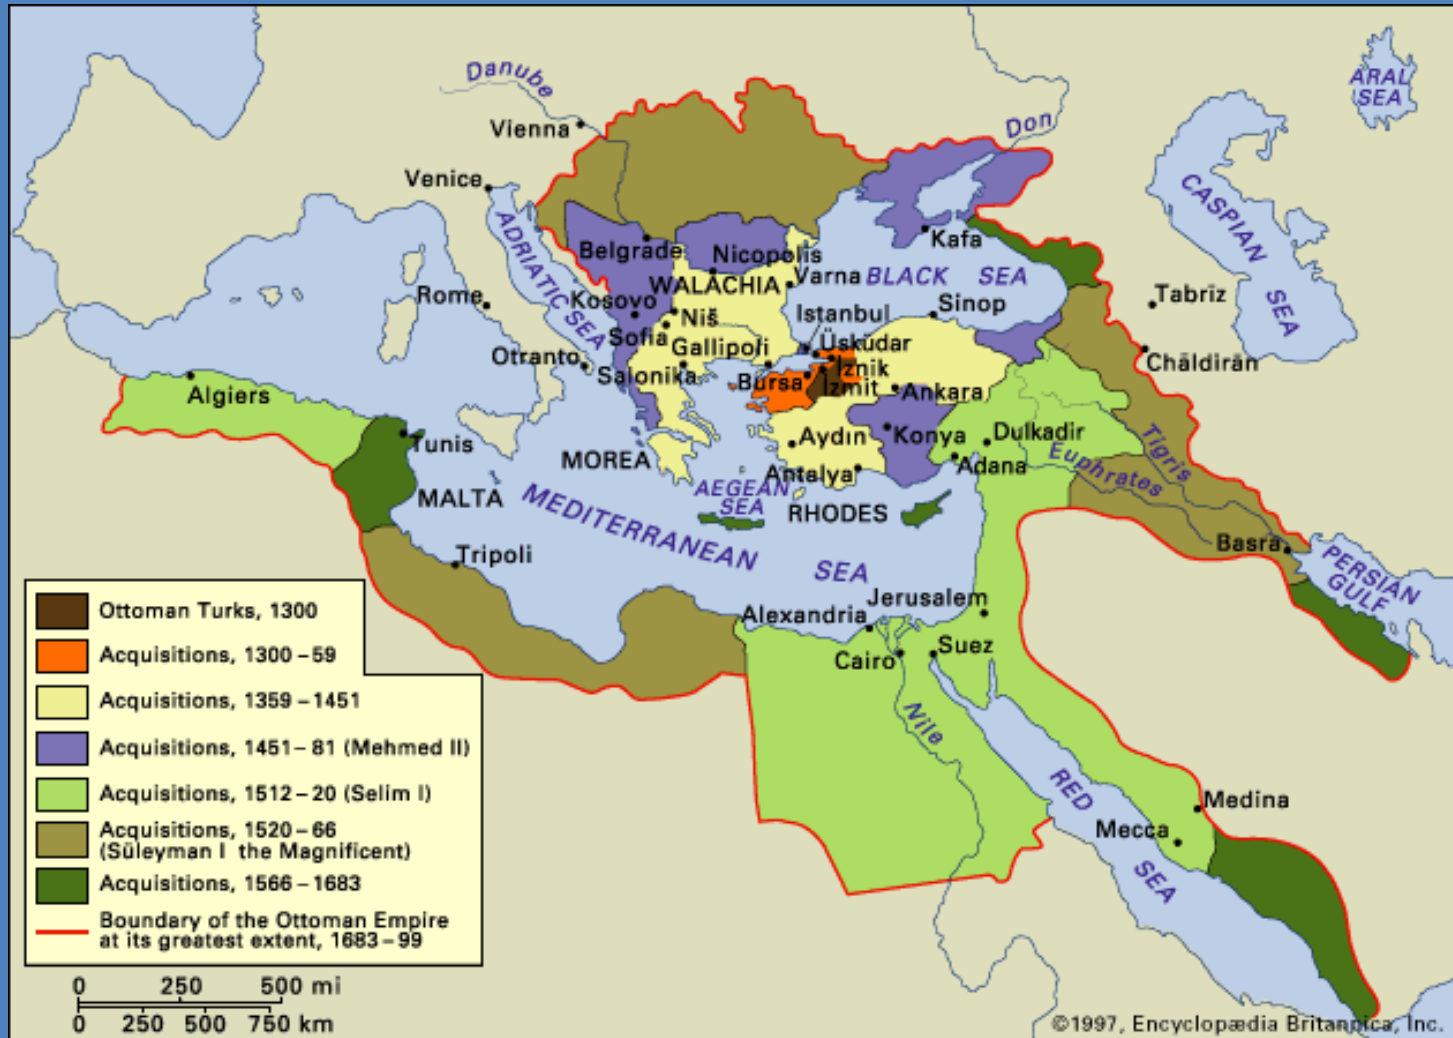 Danube
Vienna
Don
ARAL
SEA
Venice
ADRIATIC SEA
CASPIAN
SEA
Belgrade
Nicopolis
Kafa
WALACHIA
Varna
BLACK SEA
Rome
Kosovo
Niš
Istanbul
Sinop
Tabrīz
Sofia
Üsküdar
Otranto
Gallipoli
İznik
Chāldirān
Salonika
Bursa
İzmit
Ankara
Algiers
Tunis
Aydın
Konya
Dulkadir
Tigris
MOREA
Antalya
Adana
Euphrates
MALTA
AEGEAN
SEA
RHODES
MEDITERRANEAN
SEA
Basra
PERSIAN
GULF
Tripoli
Jerusalem
Alexandria
Cairo
Suez
Nile
RED
SEA
Medina
Mecca
Ottoman Turks, 1300
Acquisitions, 1300–59
Acquisitions, 1359–1451
Acquisitions, 1451–81 (Mehmed II)
Acquisitions, 1512–20 (Selim I)
Acquisitions, 1520–66
(Süleyman I the Magnificent)
Acquisitions, 1566–1683
Boundary of the Ottoman Empire
at its greatest extent, 1683–99
0 250 500 mi
0 250 500 750 km
©1997, Encyclopædia Britannica, Inc.